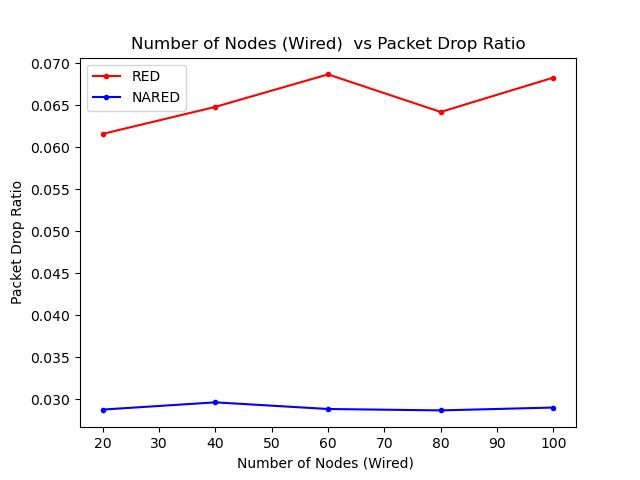 Number of Nodes (Wired)  vs Packet Drop Ratio
RED
NARED
Packet Drop Ratio
0.070
0.065
0.060
0.055
0.050
0.045
0.040
0.035
0.030
20 30 40 50 60 70 80 90 100
Number of Nodes (Wired)